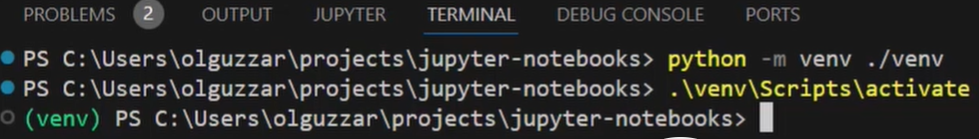 PROBLEMS 2 OUTPUT JUPYTER TERMINAL DEBUG CONSOLE PORTS
PS C:\Users\olguzzar\projects\jupyter-notebooks> python -m venv ./venv
PS C:\Users\olguzzar\projects\jupyter-notebooks> .\venv\Scripts\activate
(venv) PS C:\Users\olguzzar\projects\jupyter-notebooks>